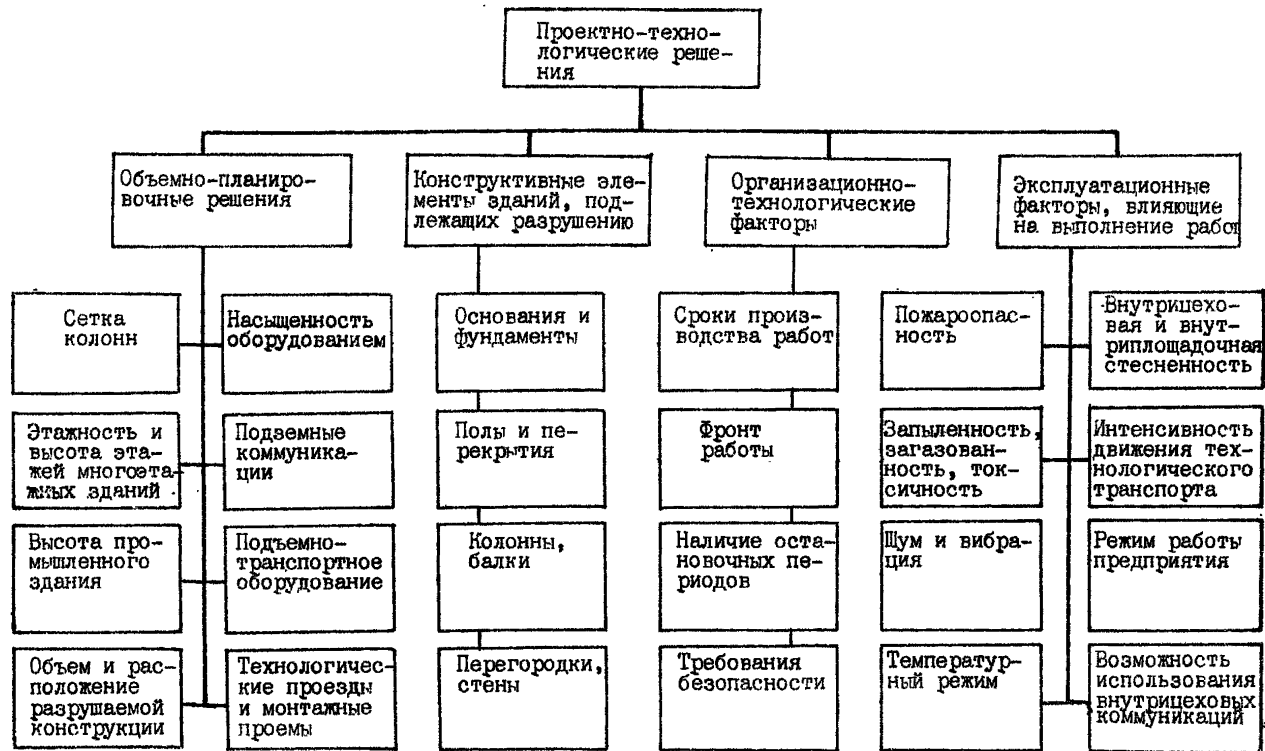 Проектно-техно-
логические реше-
ния
Объемно-планиро-
вочные решения
Конструктивные эле-
менты зданий, под-
лежащих разрушению
Организационно-
технологические
факторы
Эксплуатационные
факторы, влияющие
на выполнение работ
Сетка
колонн
Насыщенность
оборудованием
Основания и
фундаменты
Сроки произ-
водства работ
Пожароопас-
ность
Внутрицехо-
вая и внут-
риплощадочная
стесненность
Этажность и
высота эта-
жей многоэта-
жных зданий
Подземные
коммуника-
ции
Полы и пе-
рекрытия
Фронт
работы
Запыленность,
загазован-
ность, ток-
сичность
Интенсивность
движения тех-
нологического
транспорта
Высота про-
мышленного
здания
Подъемно-
транспортное
оборудование
Колонны,
балки
Наличие оста-
новочных пе-
риодов
Шум и вибра-
ция
Режим работы
предприятия
Объем и рас-
положение
разрушаемой
конструкции
Технологичес-
кие проезды
и монтажные
проемы
Перегородки,
стены
Требования
безопасности
Температур-
ный режим
Возможность
использования
внутрицеховых
коммуникаций